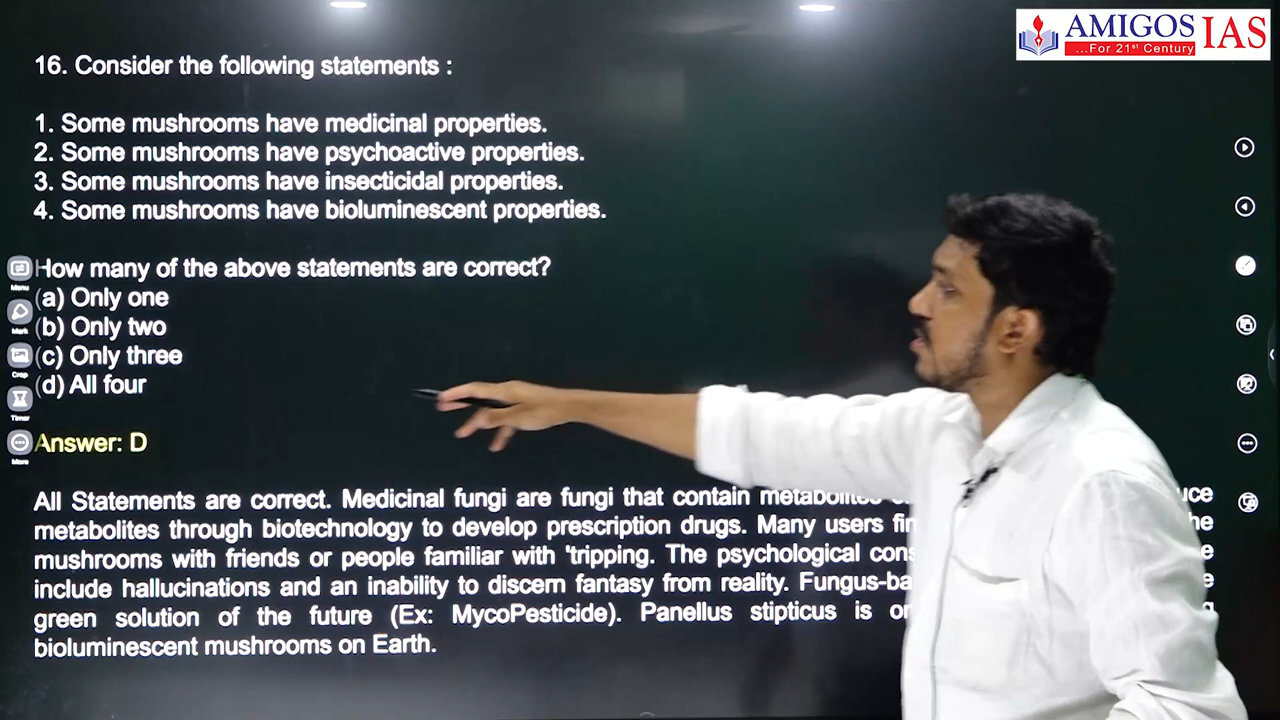 AMIGOS IAS
...For 21st Century
16. Consider the following statements :
1. Some mushrooms have medicinal properties.
2. Some mushrooms have psychoactive properties.
3. Some mushrooms have insecticidal properties.
4. Some mushrooms have bioluminescent properties.
How many of the above statements are correct?
(a) Only one
(b) Only two
(c) Only three
(d) All four
Answer: D
All Statements are correct. Medicinal fungi are fungi that contain metabolites
metabolites through biotechnology to develop prescription drugs. Many users
mushrooms with friends or people familiar with 'tripping. The psychological
include hallucinations and an inability to discern fantasy from reality.
green solution of the future (Ex: MycoPesticide). Panellus stipticus is
bioluminescent mushrooms on Earth.
Menu
Mark
Crop
Timer
More